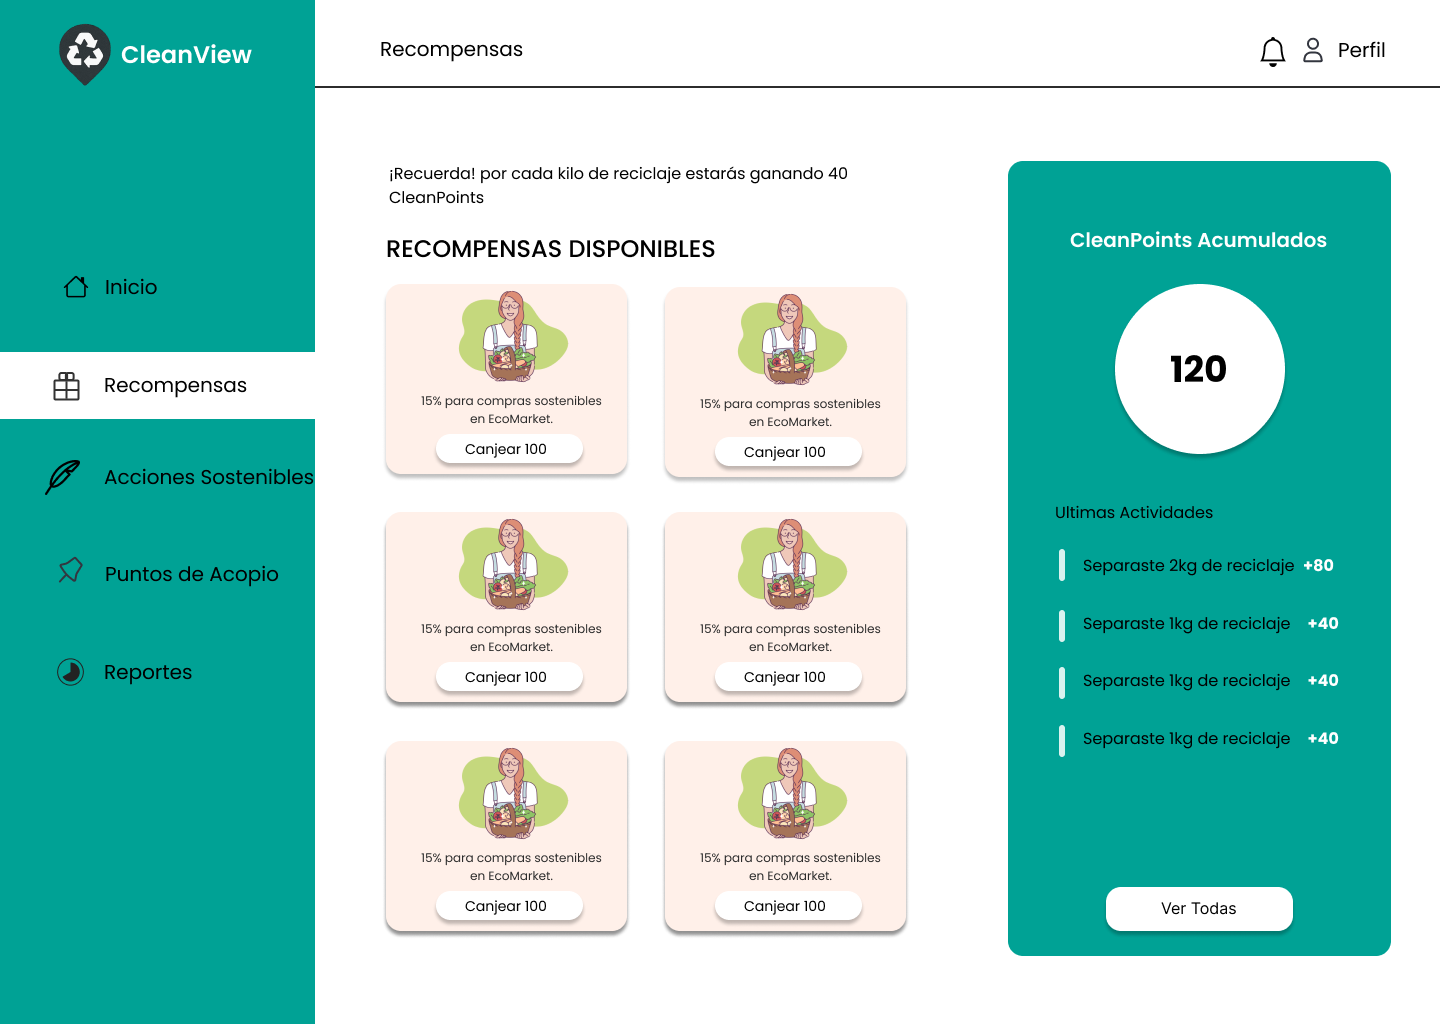 CleanView
Inicio
Recompensas
Acciones Sostenibles
Puntos de Acopio
Reportes
Recompensas
Perfil
¡Recuerda! por cada kilo de reciclaje estarás ganando 40
CleanPoints
RECOMPENSAS DISPONIBLES
15% para compras sostenibles
en EcoMarket.
Canjear 100
15% para compras sostenibles
en EcoMarket.
Canjear 100
15% para compras sostenibles
en EcoMarket.
Canjear 100
15% para compras sostenibles
en EcoMarket.
Canjear 100
15% para compras sostenibles
en EcoMarket.
Canjear 100
15% para compras sostenibles
en EcoMarket.
Canjear 100
CleanPoints Acumulados
120
Ultimas Actividades
Separaste 2kg de reciclaje +80
Separaste 1kg de reciclaje +40
Separaste 1kg de reciclaje +40
Separaste 1kg de reciclaje +40
Ver Todas